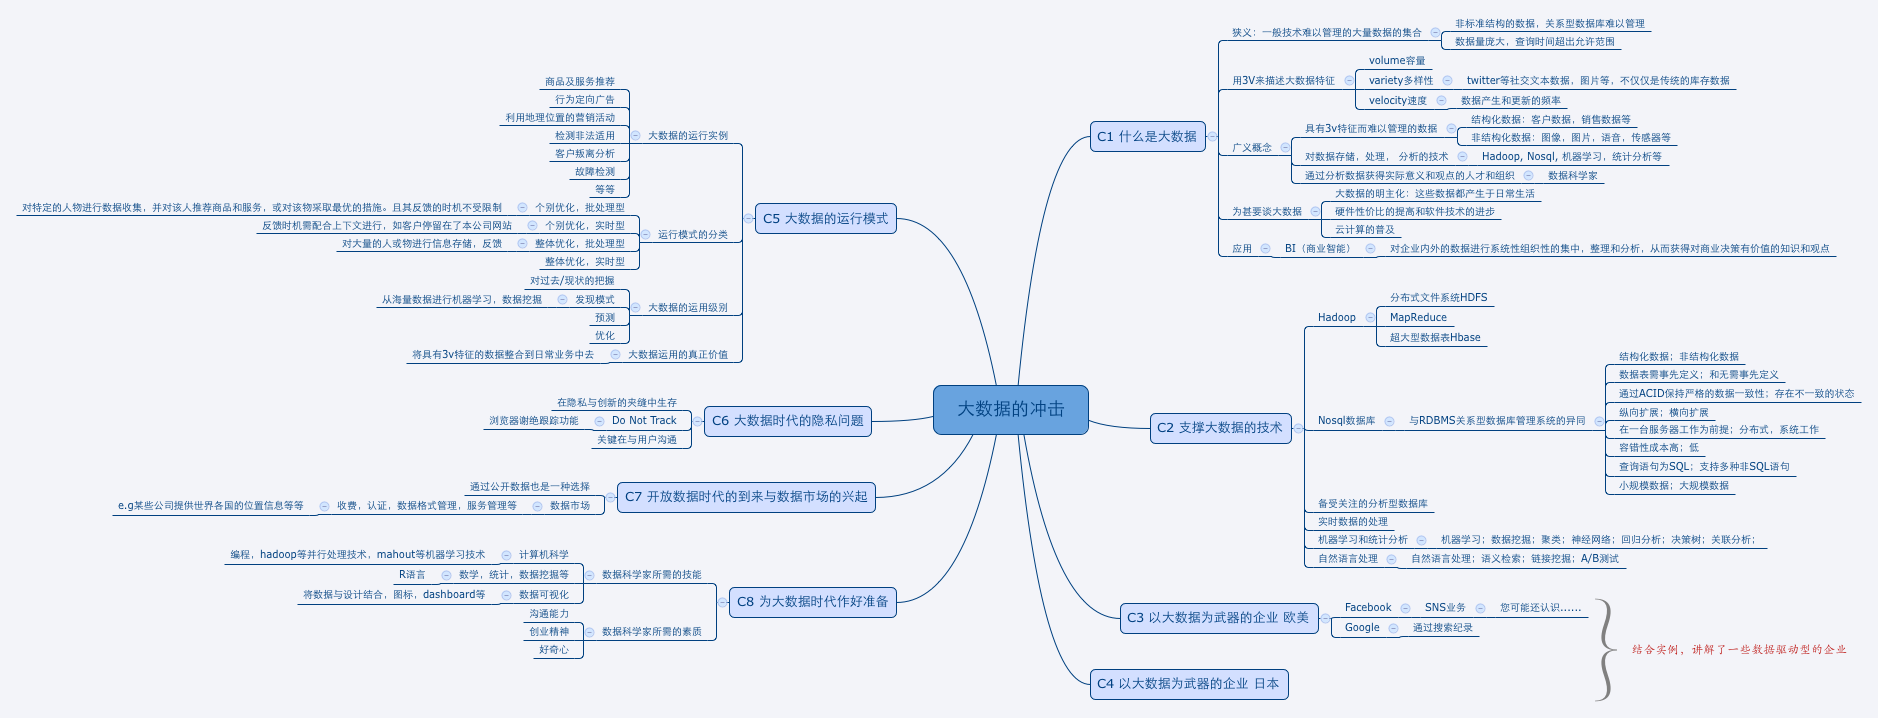 大数据的冲击
C1 什么是大数据
狭义：一般技术难以管理的大量数据的集合
非标准结构的数据，关系型数据库难以管理
数据量庞大，查询时间超出允许范围
用3V来描述大数据特征
volume容量
variety多样性
twitter等社交文本数据，图片等，不仅仅是传统的库存数据
velocity速度
数据产生和更新的频率
广义概念
具有3v特征而难以管理的数据
结构化数据：客户数据，销售数据等
非结构化数据：图像，图片，语音，传感器等
对数据存储，处理， 分析的技术
Hadoop, Nosql, 机器学习，统计分析等
通过分析数据获得实际意义和观点的人才和组织
数据科学家
为甚要谈大数据
大数据的明主化：这些数据都产生于日常生活
硬件性价比的提高和软件技术的进步
云计算的普及
应用
BI（商业智能）
对企业内外的数据进行系统性组织性的集中，整理和分析，从而获得对商业决策有价值的知识和观点
C2 支撑大数据的技术
Hadoop
分布式文件系统HDFS
MapReduce
超大型数据表Hbase
Nosql数据库
与RDBMS关系型数据库管理系统的异同
结构化数据；非结构化数据
数据表需事先定义；和无需事先定义
通过ACID保持严格的数据一致性；存在不一致的状态
纵向扩展；横向扩展
在一台服务器工作为前提；分布式，系统工作
容错性成本高；低
查询语句为SQL；支持多种非SQL语句
小规模数据；大规模数据
备受关注的分析型数据库
实时数据的处理
机器学习和统计分析
机器学习；数据挖掘；聚类；神经网络；回归分析；决策树；关联分析；
自然语言处理
自然语言处理；语义检索；链接挖掘；A/B测试
C3 以大数据为武器的企业 欧美
Facebook
SNS业务
您可能还认识……
Google
通过搜索纪录
C4 以大数据为武器的企业 日本
结合实例，讲解了一些数据驱动型的企业
C5 大数据的运行模式
大数据的运行实例
商品及服务推荐
行为定向广告
利用地理位置的营销活动
检测非法适用
客户叛离分析
故障检测
等等
运行模式的分类
个别优化，批处理型
对特定的人物进行数据收集，并对该人推荐商品和服务，或对该物采取最优的措施。且其反馈的时机不受限制
个别优化，实时型
反馈时机需配合上下文进行，如客户停留在了本公司网站
整体优化，批处理型
对大量的人或物进行信息存储，反馈
整体优化，实时型
大数据的运用级别
对过去/现状的把握
发现模式
从海量数据进行机器学习，数据挖掘
预测
优化
大数据运用的真正价值
将具有3v特征的数据整合到日常业务中去
C6 大数据时代的隐私问题
在隐私与创新的夹缝中生存
Do Not Track
浏览器谢绝跟踪功能
关键在与用户沟通
C7 开放数据时代的到来与数据市场的兴起
通过公开数据也是一种选择
数据市场
收费，认证，数据格式管理，服务管理等
e.g某些公司提供世界各国的位置信息等等
C8 为大数据时代作好准备
数据科学家所需的技能
计算机科学
编程，hadoop等并行处理技术，mahout等机器学习技术
数学，统计，数据挖掘等
R语言
数据可视化
将数据与设计结合，图标，dashboard等
数据科学家所需的素质
沟通能力
创业精神
好奇心